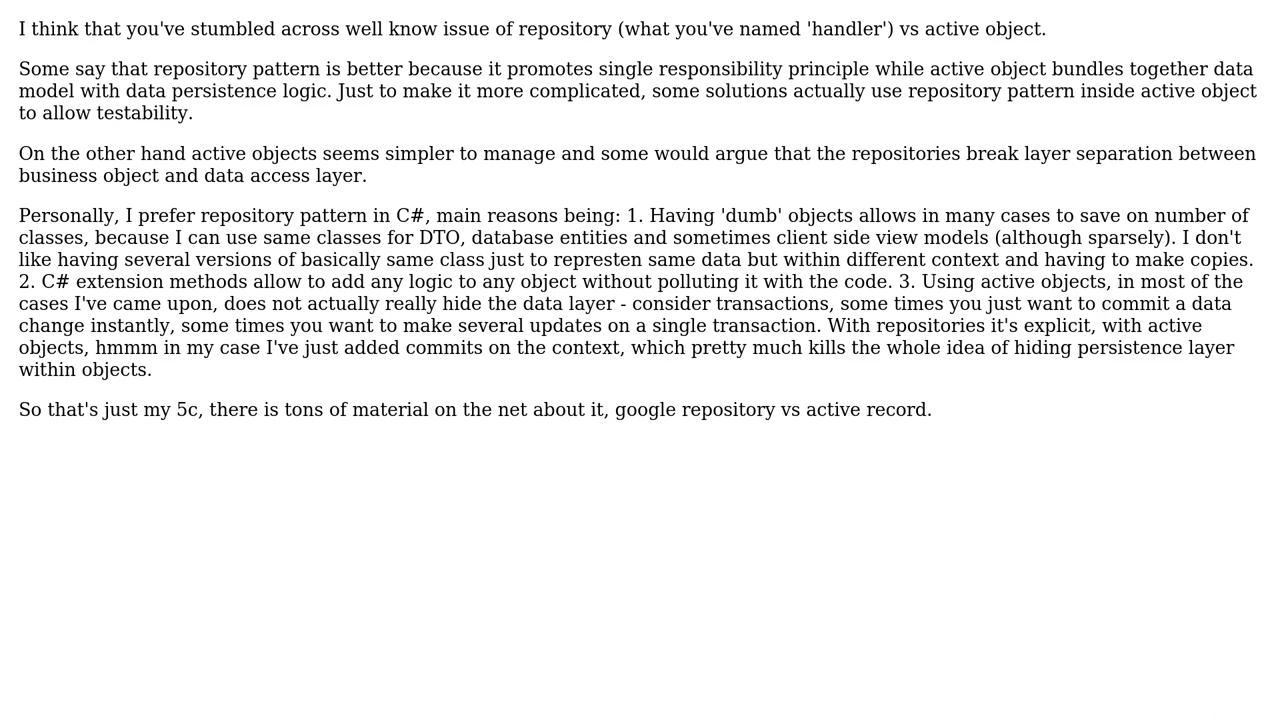 I think that you've stumbled across well know issue of repository (what you've named 'handler') vs active object.
Some say that repository pattern is better because it promotes single responsibility principle while active object bundles together data
model with data persistence logic. Just to make it more complicated, some solutions actually use repository pattern inside active object
to allow testability.
On the other hand active objects seems simpler to manage and some would argue that the repositories break layer separation between
business object and data access layer.
Personally, I prefer repository pattern in C#, main reasons being: 1. Having 'dumb' objects allows in many cases to save on number of
classes, because I can use same classes for DTO, database entities and sometimes client side view models (although sparsely). I don't
like having several versions of basically same class just to represten same data but within different context and having to make copies.
2. C# extension methods allow to add any logic to any object without polluting it with the code. 3. Using active objects, in most of the
cases I've came upon, does not actually really hide the data layer - consider transactions, some times you just want to commit a data
change instantly, some times you want to make several updates on a single transaction. With repositories it's explicit, with active
objects, hmmm in my case I've just added commits on the context, which pretty much kills the whole idea of hiding persistence layer
within objects.
So that's just my 5c, there is tons of material on the net about it, google repository vs active record.